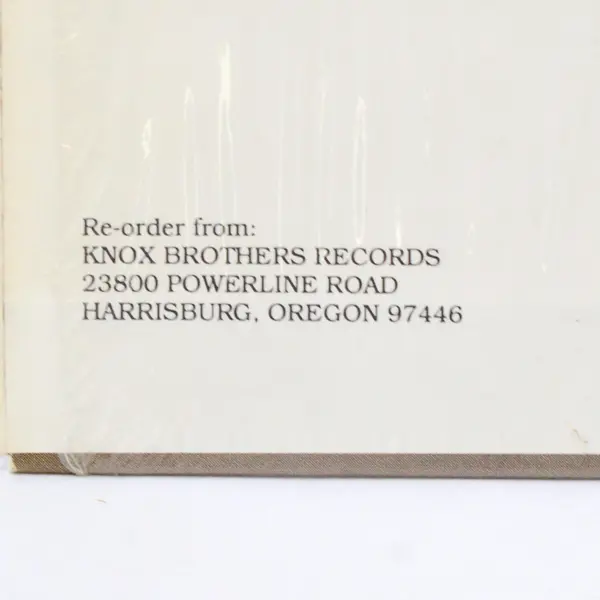 Re-order from:
KNOX BROTHERS RECORDS
23800 POWERLINE ROAD
HARRISBURG, OREGON 97446